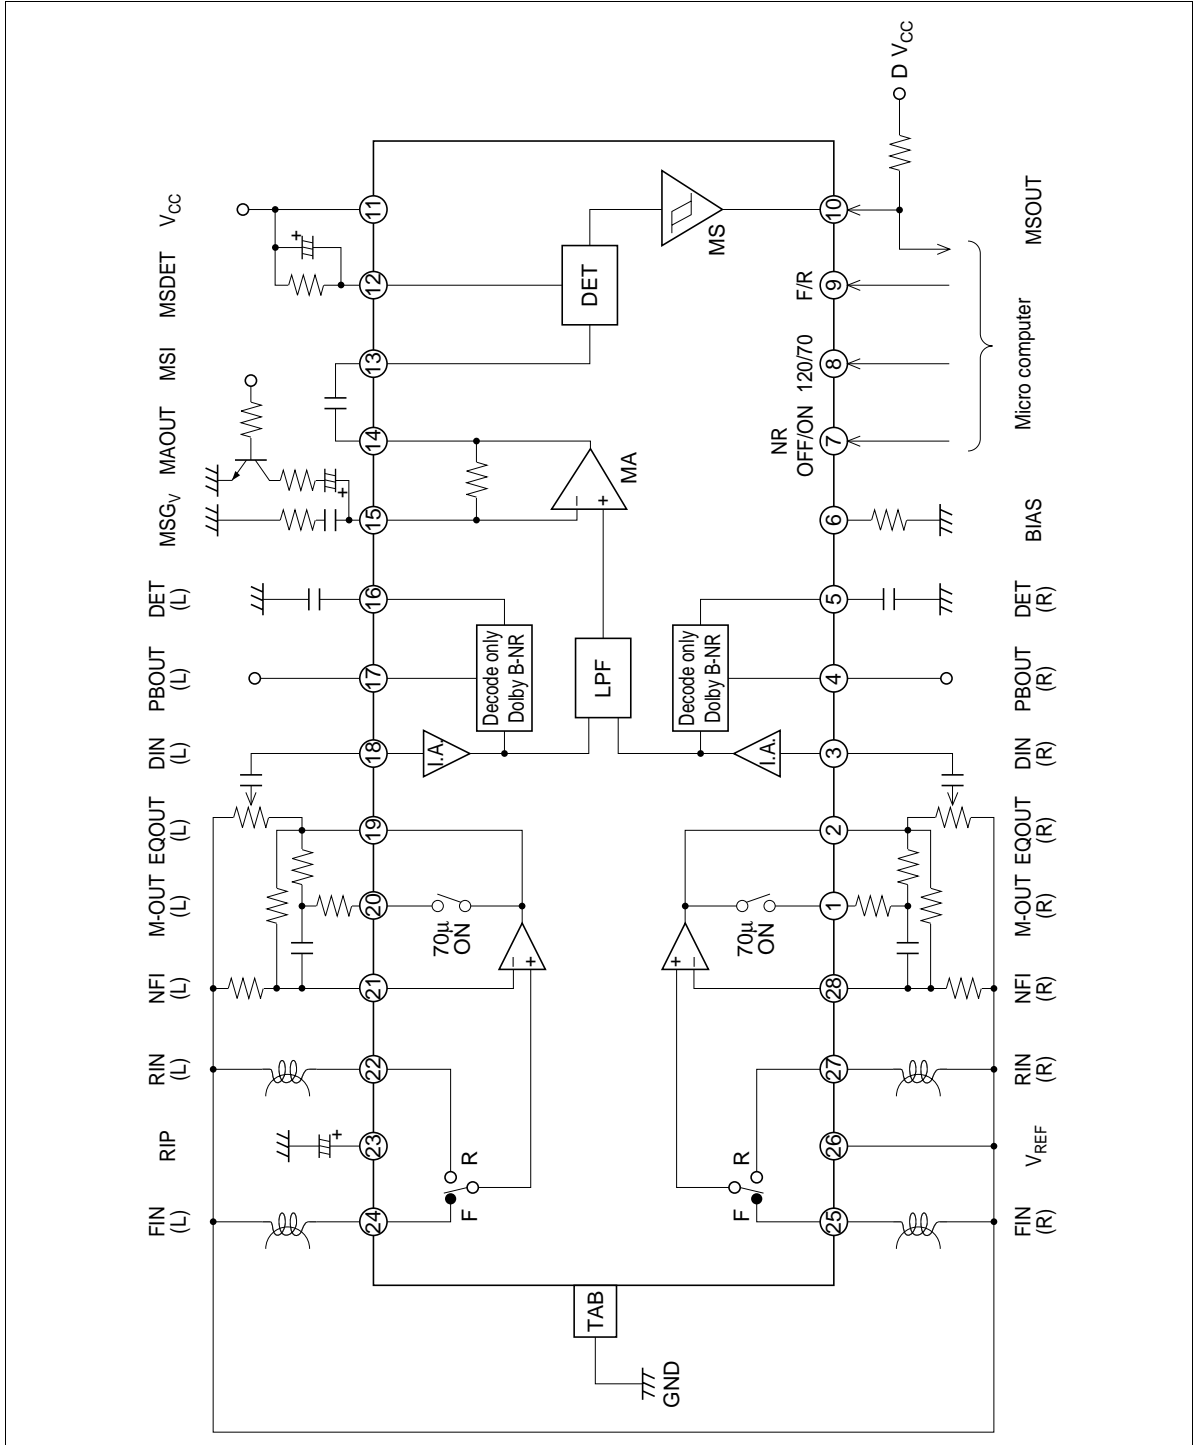 FIN (L)
RIP
RIN (L)
NFI (L)
M-OUT (L)
EQOUT (L)
DIN (L)
PBOUT (L)
DET (L)
MSGV
MAOUT
MSI
MSDET
VCC
24
23
22
21
20
19
18
17
16
15
14
13
12
11
+
+
+
F
R
70μ ON
−
+
I.A.
Decode only
Dolby B-NR
LPF
−
+
MA
DET
MS
TAB
GND
F
R
+
−
70μ ON
I.A.
Decode only
Dolby B-NR
NR
OFF/ON
120/70
F/R
25
26
27
28
1
2
3
4
5
6
7
8
9
10
D VCC
FIN (R)
VREF
RIN (R)
NFI (R)
M-OUT (R)
EQOUT (R)
DIN (R)
PBOUT (R)
DET (R)
BIAS
Micro computer
MSOUT